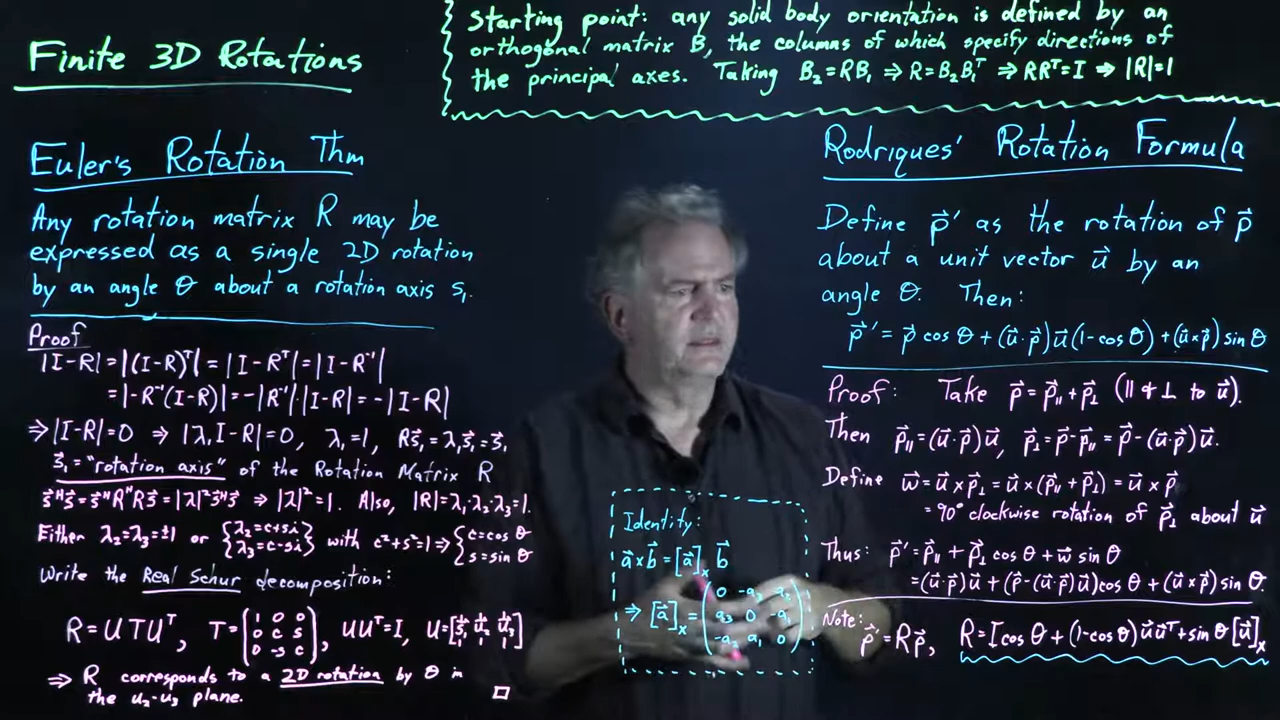 Finite 3D Rotations
Starting point: any solid body orientation is defined by an
orthogonal matrix B, the columns of which specify directions of
the principal axes. Taking B₂=RB₁ ⇒ R=B₂B₁ᵀ ⇒ RRᵀ=I ⇒ |R|=1
Euler's Rotation Thm
Any rotation matrix R may be
expressed as a single 2D rotation
by an angle θ about a rotation axis s₁.
Proof
|I-R|=|(I-R)ᵀ|=|I-Rᵀ|=|I-R⁻¹|
=|-R⁻¹(I-R)|=-|R⁻¹|·|I-R|=-|I-R|
⇒|I-R|=0 ⇒ |λ₁I-R|=0, λ₁=1, Rs⃗₁=λ₁s⃗₁=s⃗₁
s⃗₁="rotation axis" of the Rotation Matrix R
s⃗ᴴs⃗=s⃗ᴴRᴴRs⃗=|λ|²s⃗ᴴs⃗ ⇒ |λ|²=1. Also, |R|=λ₁·λ₂·λ₃=1.
Either λ₂=λ₃=±1 or {λ₂=c+si, λ₃=c-si} with c²+s²=1⇒{c=cos θ, s=sin θ
Write the Real Schur decomposition:
R=UTUᵀ, T=(1 0 0; 0 c s; 0 -s c), UUᵀ=I, U=[s⃗₁ u⃗₂ u⃗₃]
⇒ R corresponds to a 2D rotation by θ in
the u₂-u₃ plane. □
Identity:
a⃗×b⃗=[a⃗]ₓ b⃗
⇒ [a⃗]ₓ=(0 -a₃ a₂; a₃ 0 -a₁; -a₂ a₁ 0)
Rodriques' Rotation Formula
Define p⃗' as the rotation of p⃗
about a unit vector u⃗ by an
angle θ. Then:
p⃗'=p⃗ cos θ+(u⃗·p⃗)u⃗(1-cos θ)+(u⃗×p⃗)sin θ
Proof: Take p⃗=p⃗∥+p⃗⊥ (∥ & ⊥ to u⃗).
Then p⃗∥=(u⃗·p⃗)u⃗, p⃗⊥=p⃗-p⃗∥=p⃗-(u⃗·p⃗)u⃗.
Define w⃗=u⃗×p⃗⊥=u⃗×(p⃗∥+p⃗⊥)=u⃗×p⃗
=90° clockwise rotation of p⃗⊥ about u⃗
Thus: p⃗'=p⃗∥+p⃗⊥cos θ+w⃗ sin θ
=(u⃗·p⃗)u⃗+(p⃗-(u⃗·p⃗)u⃗)cos θ+(u⃗×p⃗)sin θ.
Note: p⃗'=Rp⃗, R=I cos θ+(1-cos θ)u⃗u⃗ᵀ+sin θ[u⃗]ₓ